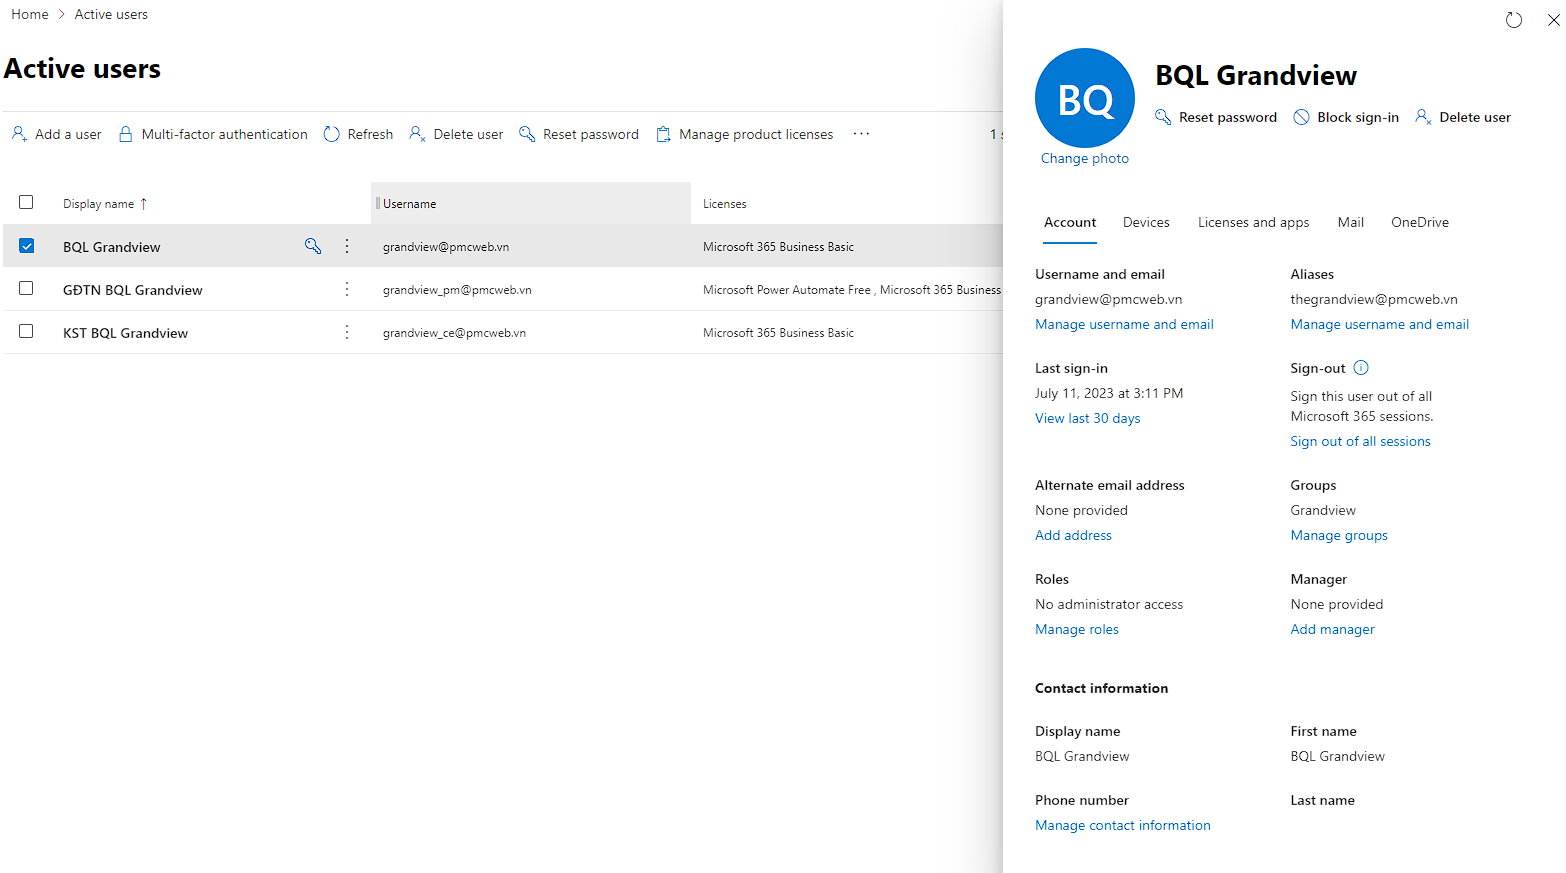 Home > Active users
Active users
Add a user
Multi-factor authentication
Refresh
Delete user
Reset password
Manage product licenses
···
1
Display name ↑
Username
Licenses
BQL Grandview
grandview@pmcweb.vn
Microsoft 365 Business Basic
GĐTN BQL Grandview
grandview_pm@pmcweb.vn
Microsoft Power Automate Free , Microsoft 365 Business
KST BQL Grandview
grandview_ce@pmcweb.vn
Microsoft 365 Business Basic
BQ
Change photo
BQL Grandview
Reset password
Block sign-in
Delete user
Account
Devices
Licenses and apps
Mail
OneDrive
Username and email
grandview@pmcweb.vn
Manage username and email
Aliases
thegrandview@pmcweb.vn
Manage username and email
Last sign-in
July 11, 2023 at 3:11 PM
View last 30 days
Sign-out
Sign this user out of all
Microsoft 365 sessions.
Sign out of all sessions
Alternate email address
None provided
Add address
Groups
Grandview
Manage groups
Roles
No administrator access
Manage roles
Manager
None provided
Add manager
Contact information
Display name
BQL Grandview
First name
BQL Grandview
Phone number
Manage contact information
Last name